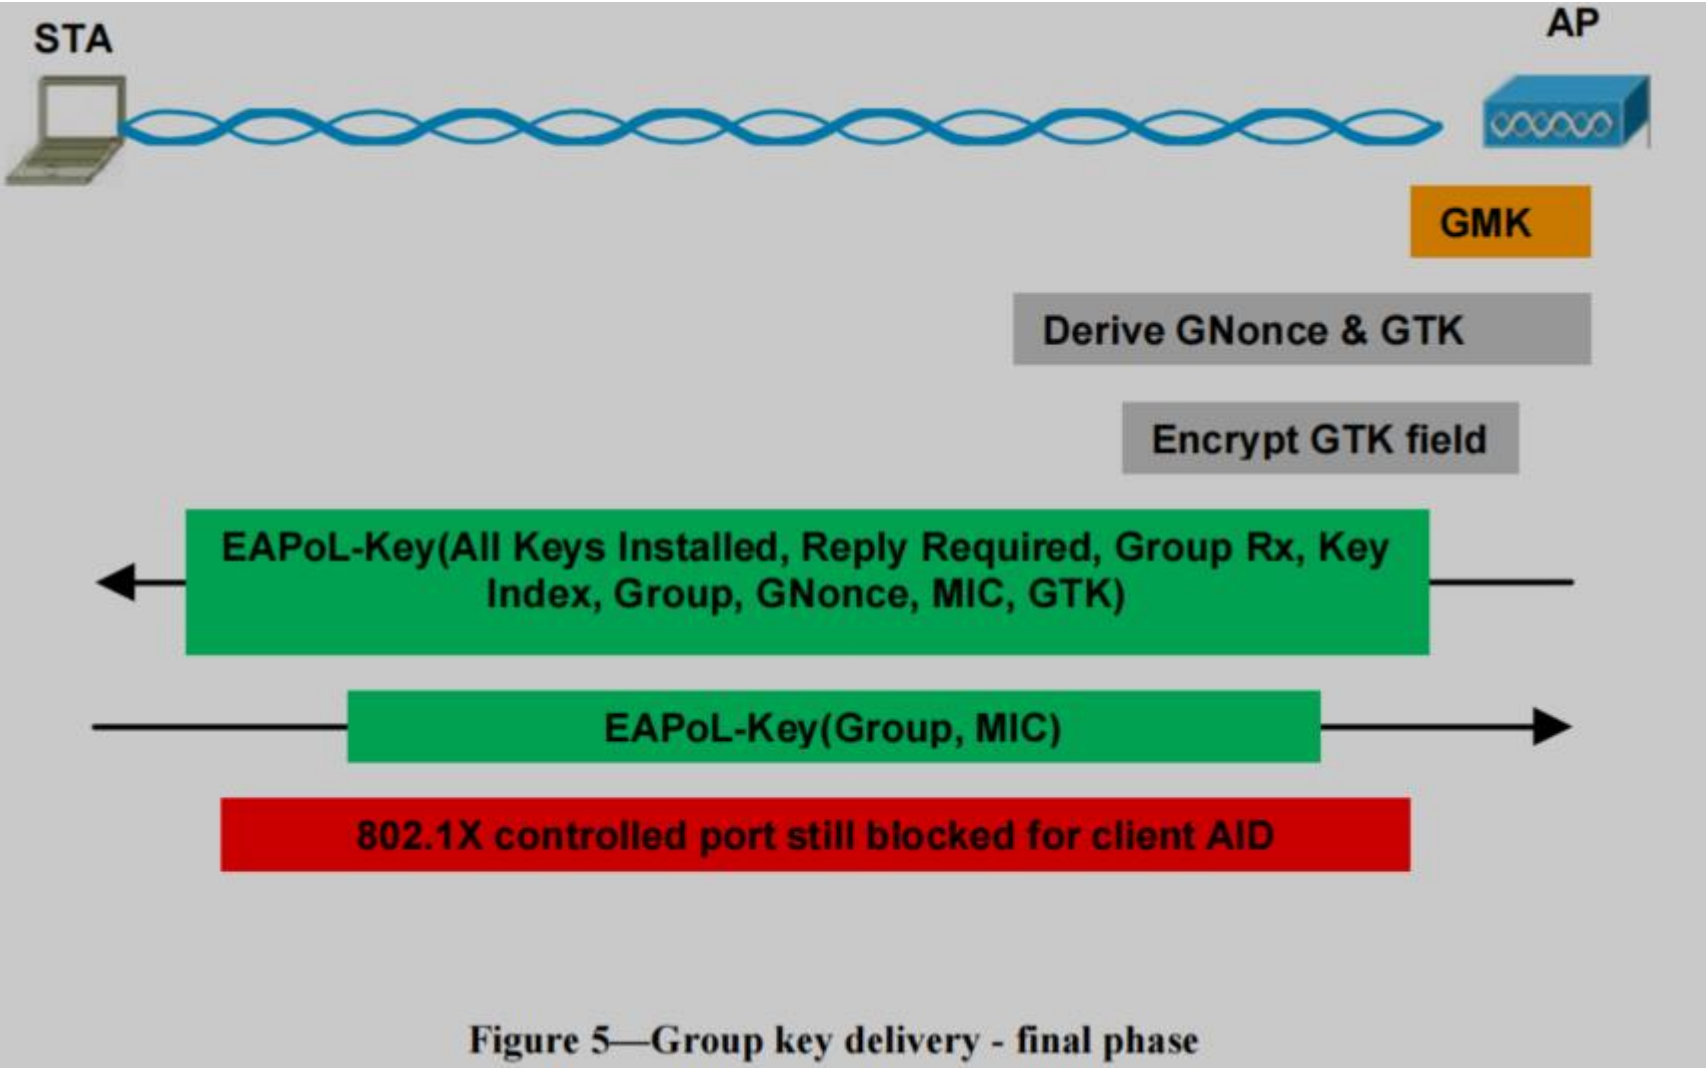 STA
AP
GMK
Derive GNonce & GTK
Encrypt GTK field
EAPoL-Key(All Keys Installed, Reply Required, Group Rx, Key
Index, Group, GNonce, MIC, GTK)
EAPoL-Key(Group, MIC)
802.1X controlled port still blocked for client AID
Figure 5—Group key delivery - final phase